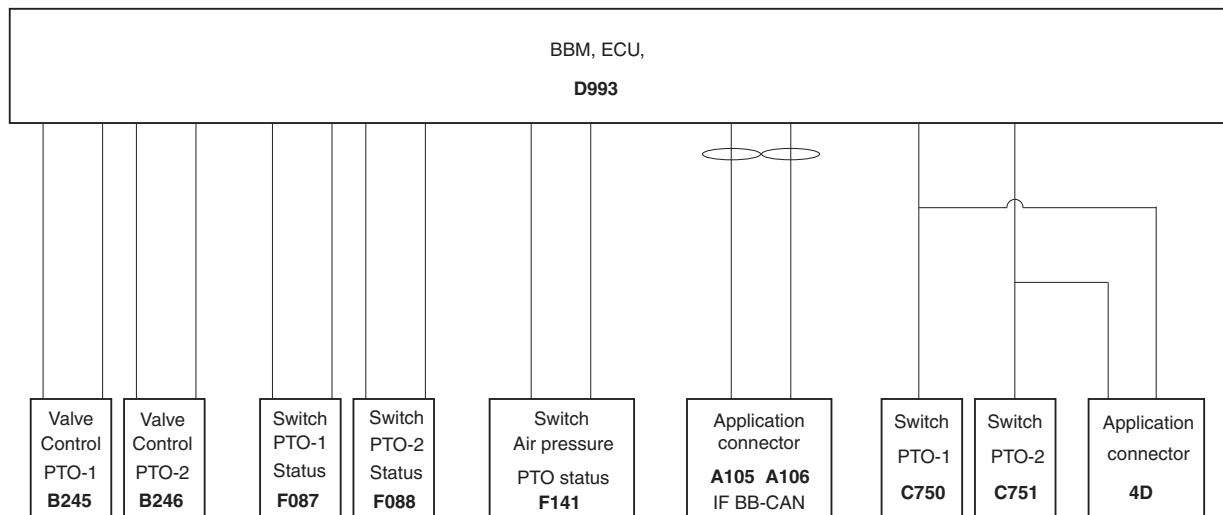 BBM, ECU,
D993
Valve
Control
PTO-1
B245
Valve
Control
PTO-2
B246
Switch
PTO-1
Status
F087
Switch
PTO-2
Status
F088
Switch
Air pressure
PTO status
F141
Application
connector
A105 A106
IF BB-CAN
Switch
PTO-1
C750
Switch
PTO-2
C751
Application
connector
4D